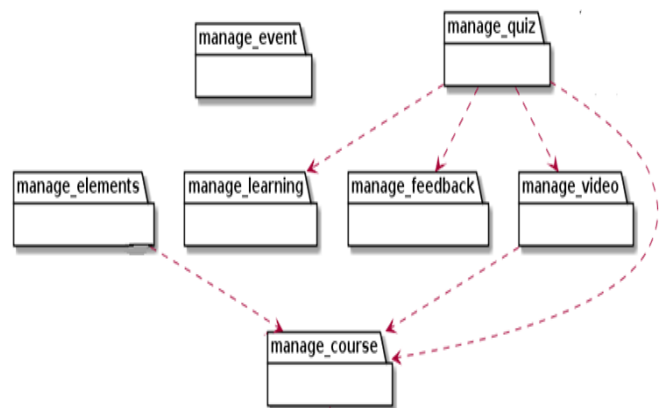 manage_event
manage_quiz
manage_elements
manage_learning
manage_feedback
manage_video
manage_course